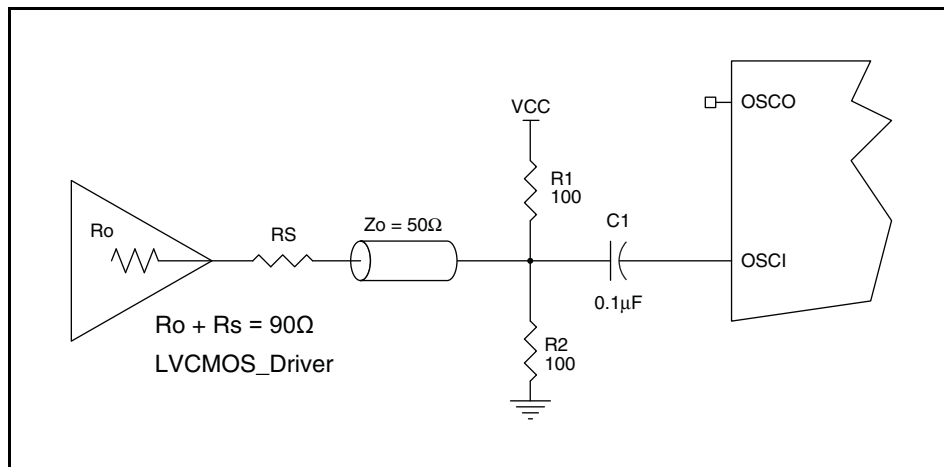 OSCO
VCC
R1
100
C1
Zo = 50Ω
RS
Ro
OSCI
0.1µF
Ro + Rs = 90Ω
LVCMOS_Driver
R2
100